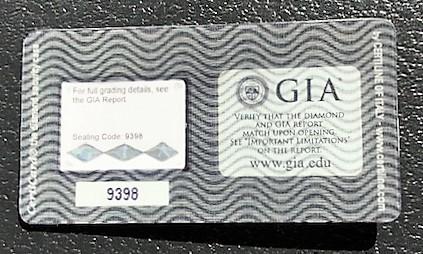 For full grading details, see
the GIA Report
Sealing Code: 9398
9398
GIA
VERIFY THAT THE DIAMOND
AND GIA REPORT
MATCH UPON OPENING.
SEE "IMPORTANT LIMITATIONS"
ON THE REPORT.
www.gia.edu